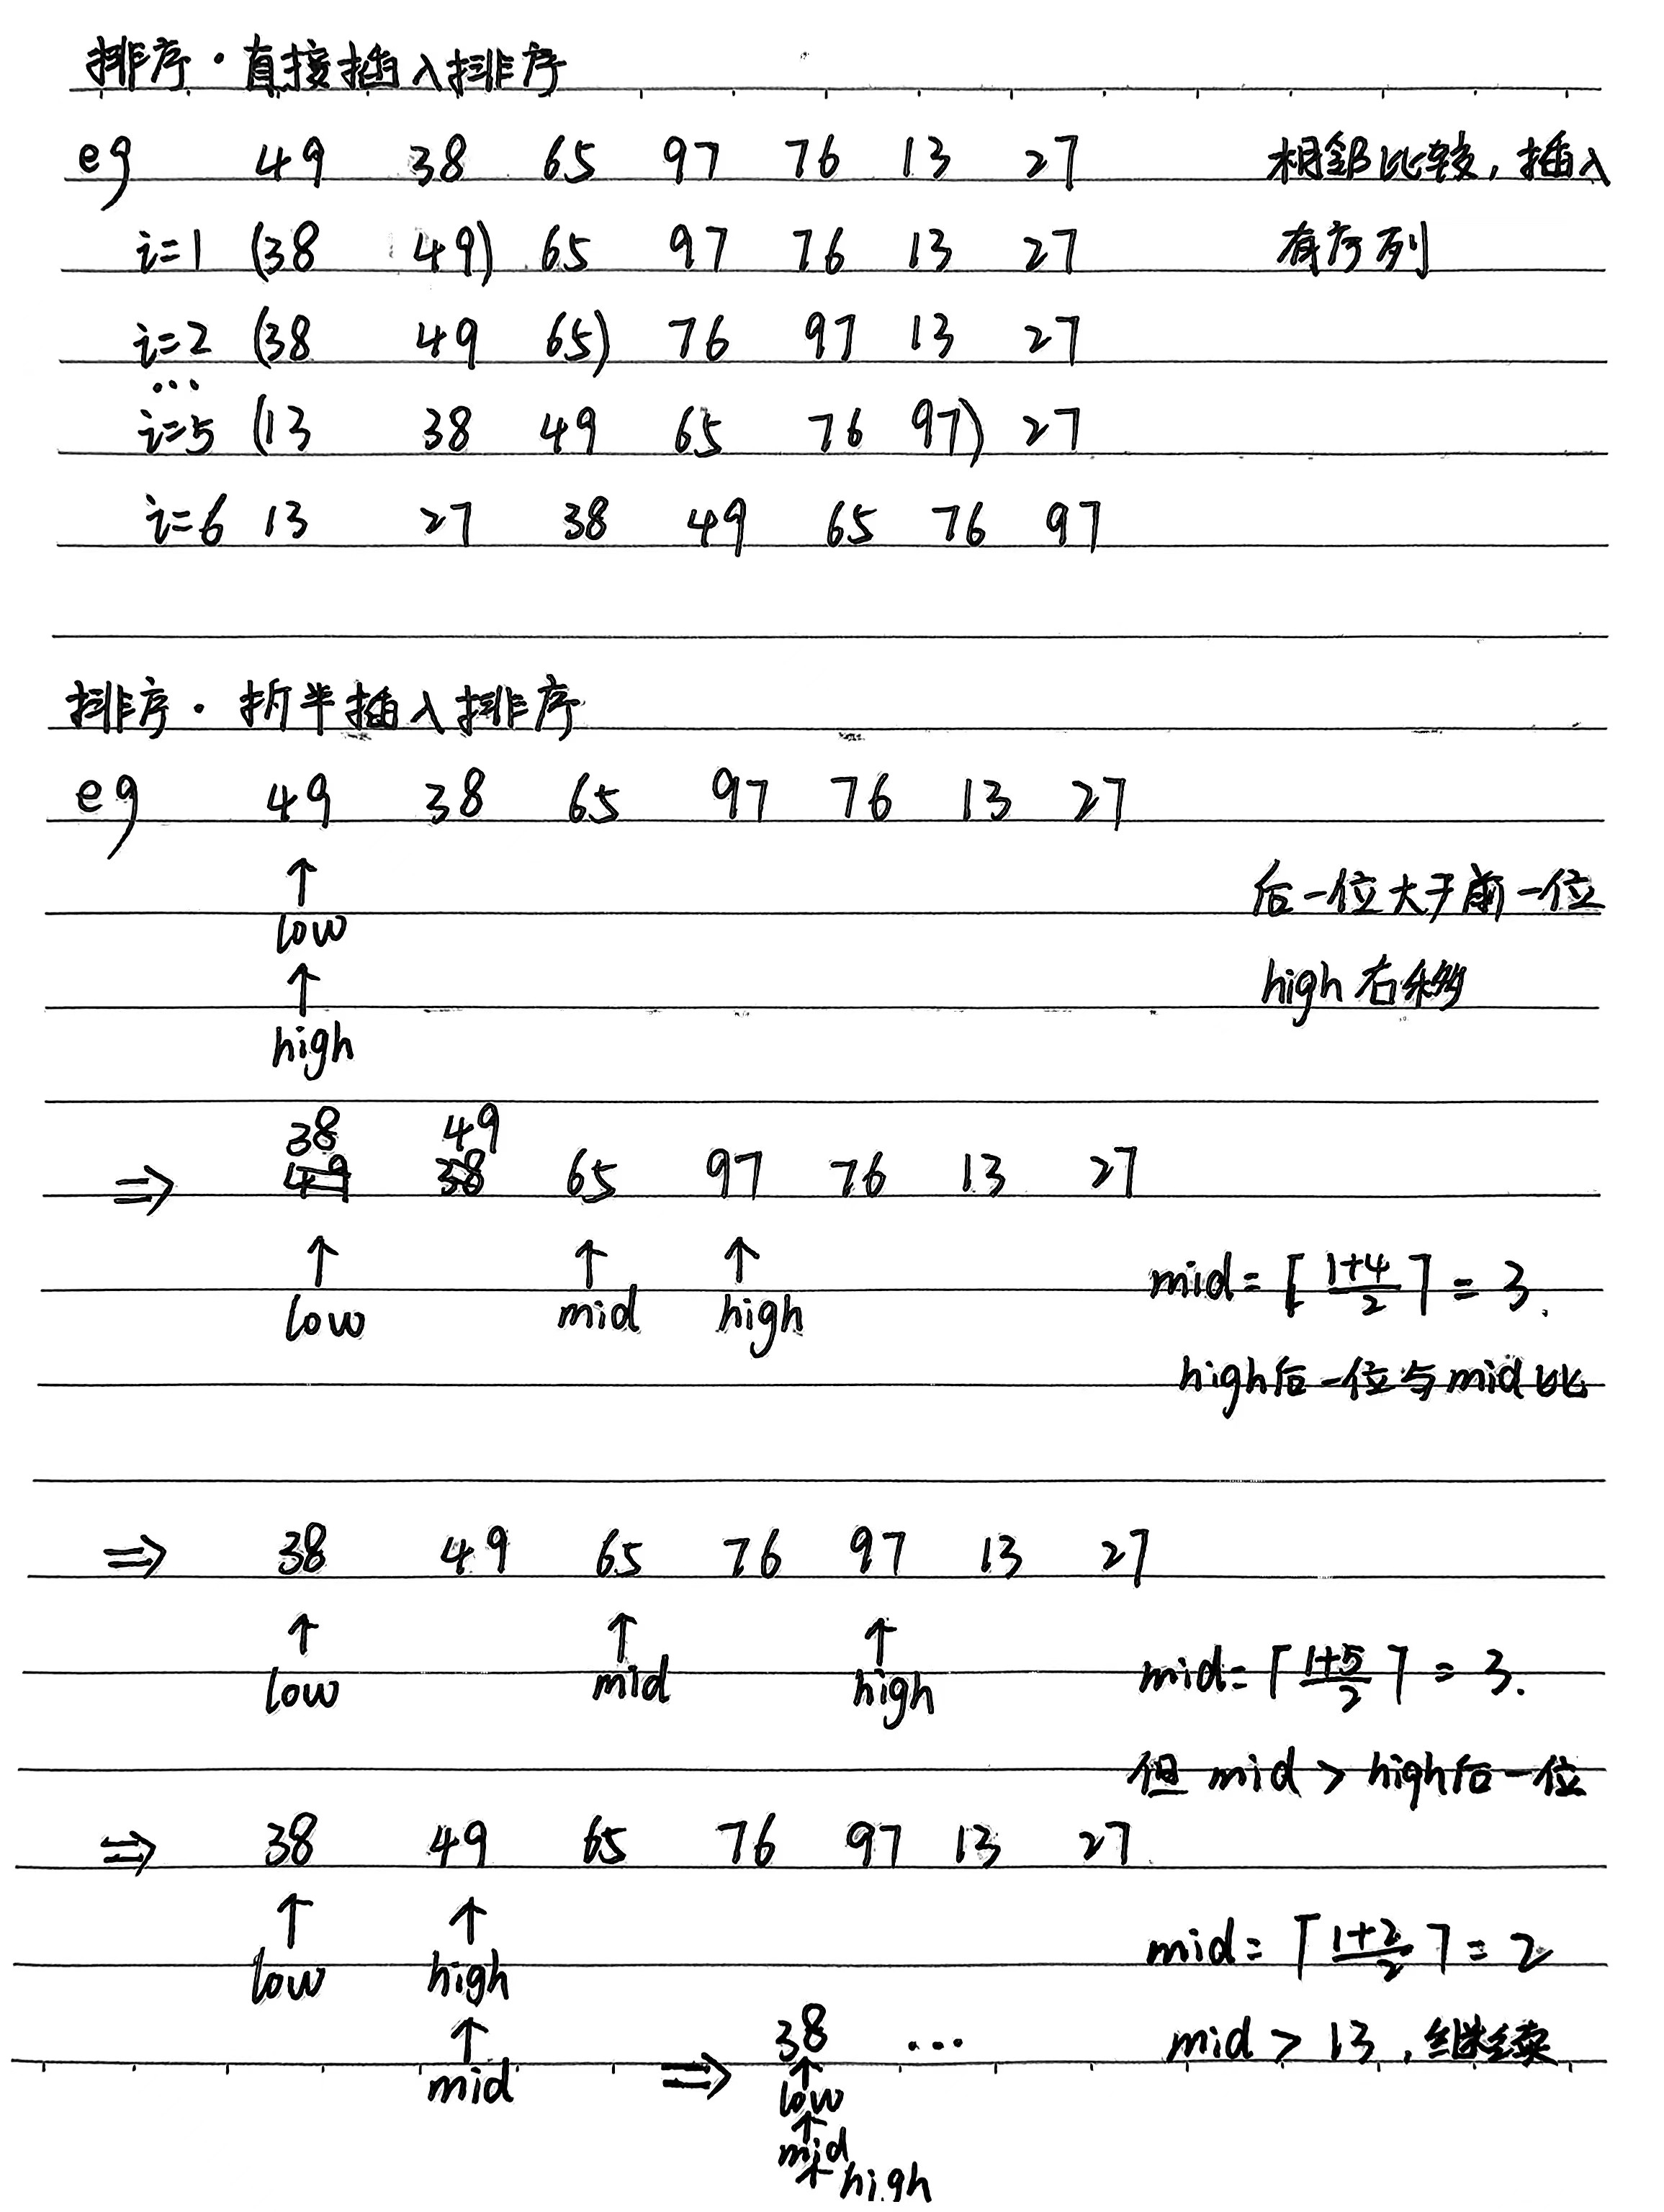 排序·直接插入排序
eg 49 38 65 97 76 13 27 相邻比较，插入
i=1 (38 49) 65 97 76 13 27 有序列
i=2 (38 49 65) 76 97 13 27
...
i=5 (13 38 49 65 76 97) 27
i=6 13 27 38 49 65 76 97
排序·折半插入排序
eg 49 38 65 97 76 13 27
↑ 后一位大于前一位
low
↑ high右移
high
38 49
⇒ 49 38 65 97 76 13 27
↑ ↑ ↑ mid=⌈(1+4)/2⌉=3.
low mid high
high后一位与mid比
⇒ 38 49 65 76 97 13 27
↑ ↑ ↑
low mid high mid=⌈(1+5)/2⌉=3.
但 mid > high后一位
⇒ 38 49 65 76 97 13 27
↑ ↑ mid=⌈(1+2)/2⌉=2
low high
↑ ⇒ 38 ... mid > 13，继续
mid ↑
low
↑
mid
↑ high